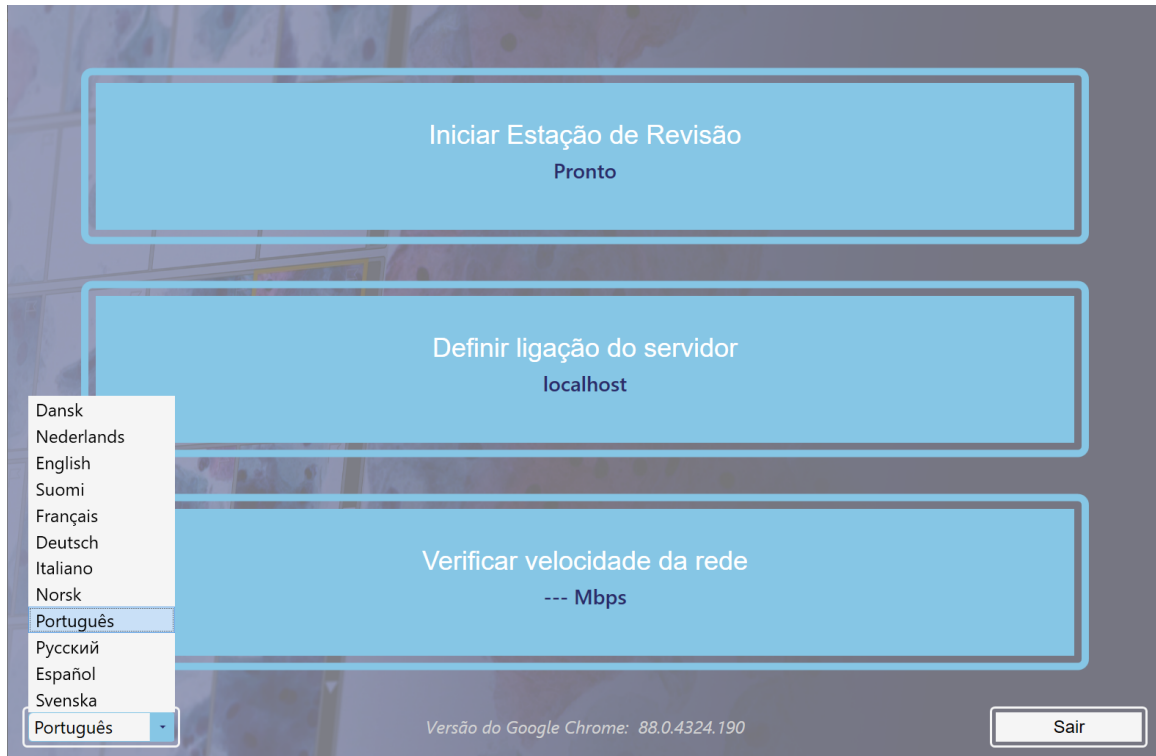 Iniciar Estação de Revisão
Pronto
Definir ligação do servidor
localhost
Verificar velocidade da rede
--- Mbps
Dansk
Nederlands
English
Suomi
Français
Deutsch
Italiano
Norsk
Português
Русский
Español
Svenska
Português
Versão do Google Chrome: 88.0.4324.190
Sair